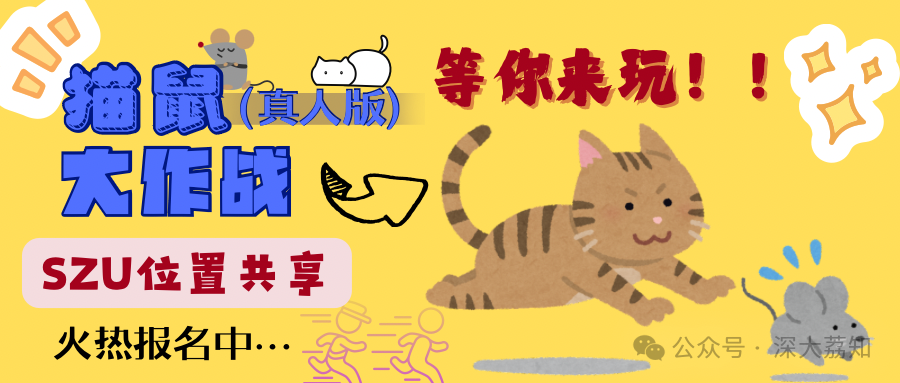 猫鼠(真人版)
大作战
等你来玩！！
SZU位置共享
火热报名中…
公众号·深大荔知